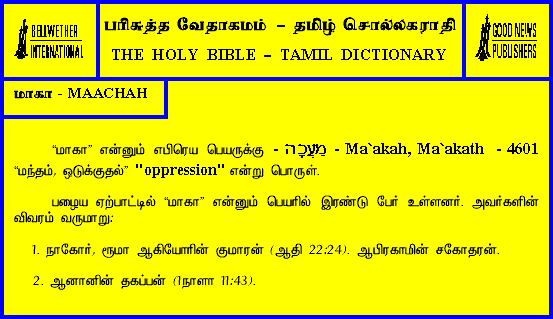 BELLWETHER
INTERNATIONAL
பரிசுத்த வேதாகமம் – தமிழ் சொல்லகராதி
THE HOLY BIBLE – TAMIL DICTIONARY
GOOD NEWS
PUBLISHERS
மாகா - MAACHAH
“மாகா” என்னும் எபிரெய பெயருக்கு - מַעֲכָה - Ma`akah, Ma`akath - 4601
“மந்தம், ஒடுக்குதல்” "oppression" என்று பொருள்.
பழைய ஏற்பாட்டில் “மாகா” என்னும் பெயரில் இரண்டு பேர் உள்ளனர். அவர்களின்
விவரம் வருமாறு:
1. நாகோர், ரூமா ஆகியோரின் குமாரன் (ஆதி 22:24). ஆபிரகாமின் சகோதரன்.
2. ஆனானின் தகப்பன் (1நாளா 11:43).